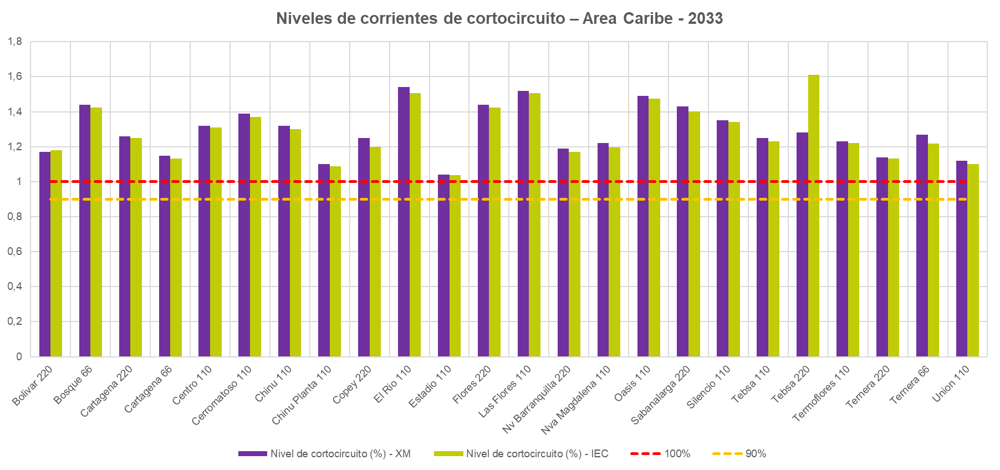 Niveles de corrientes de cortocircuito – Area Caribe - 2033
1,8
1,6
1,4
1,2
1
0,8
0,6
0,4
0,2
0
Bolivar 220
Bosque 66
Cartagena 220
Cartagena 66
Centro 110
Cerromatoso 110
Chinu 110
Chinu Planta 110
Copey 220
El Rio 110
Estadio 110
Flores 220
Las Flores 110
Nv Barranquilla 220
Nva Magdalena 110
Oasis 110
Sabanalarga 220
Silencio 110
Tebsa 110
Tebsa 220
Termoflores 110
Ternera 220
Ternera 66
Union 110
Nivel de cortocircuito (%) - XM
Nivel de cortocircuito (%) - IEC
100%
90%